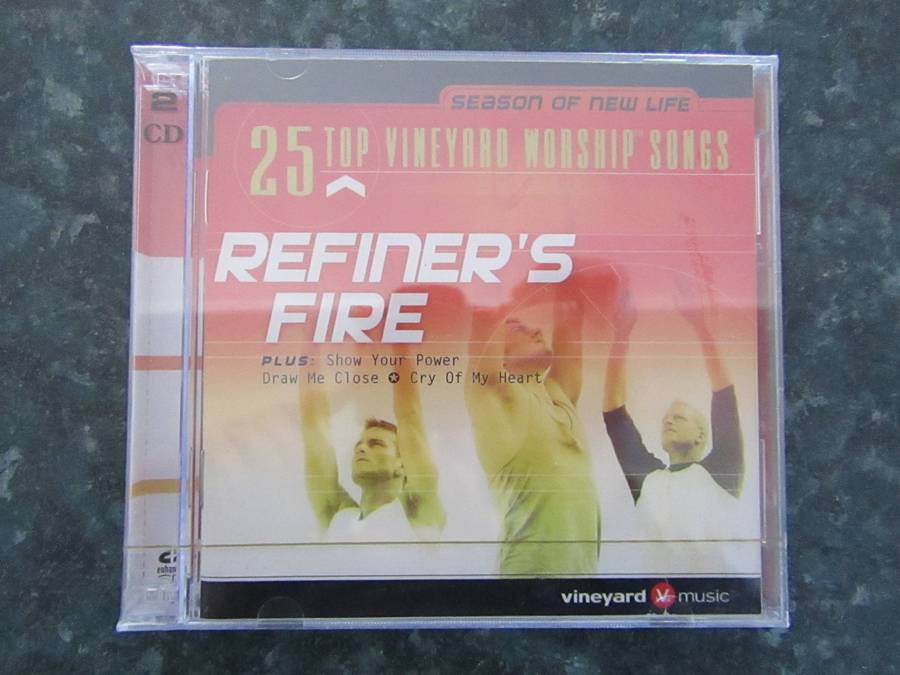 2
CD
SEASON OF NEW LIFE
25 TOP VINEYARD WORSHIP™ SONGS
REFINER'S
FIRE
PLUS: Show Your Power
Draw Me Close ✪ Cry Of My Heart
vineyard music